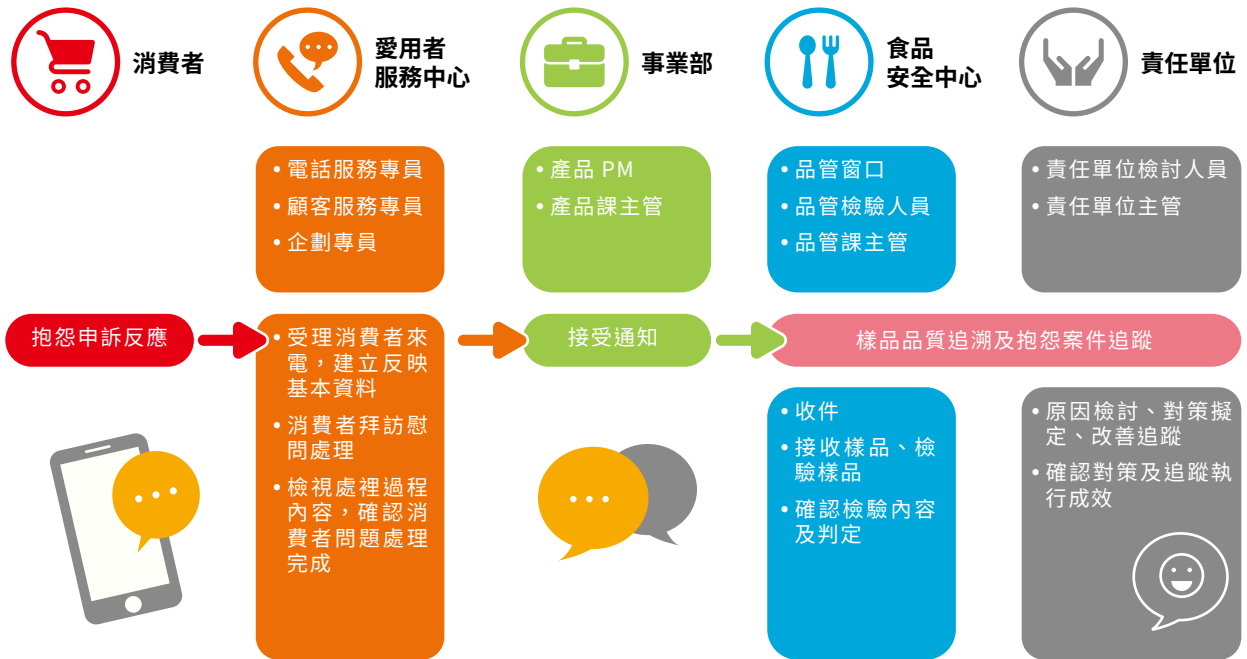 消費者
愛用者
服務中心
事業部
食品
安全中心
責任單位
• 電話服務專員
• 顧客服務專員
• 企劃專員
• 產品 PM
• 產品課主管
• 品管窗口
• 品管檢驗人員
• 品管課主管
• 責任單位檢討人員
• 責任單位主管
抱怨申訴反應
• 受理消費者來
電，建立反映
基本資料
• 消費者拜訪慰
問處理
• 檢視處裡過程
內容，確認消
費者問題處理
完成
接受通知
樣品品質追溯及抱怨案件追蹤
• 收件
• 接收樣品、檢
驗樣品
• 確認檢驗內容
及判定
• 原因檢討、對策擬
定、改善追蹤
• 確認對策及追蹤執
行成效